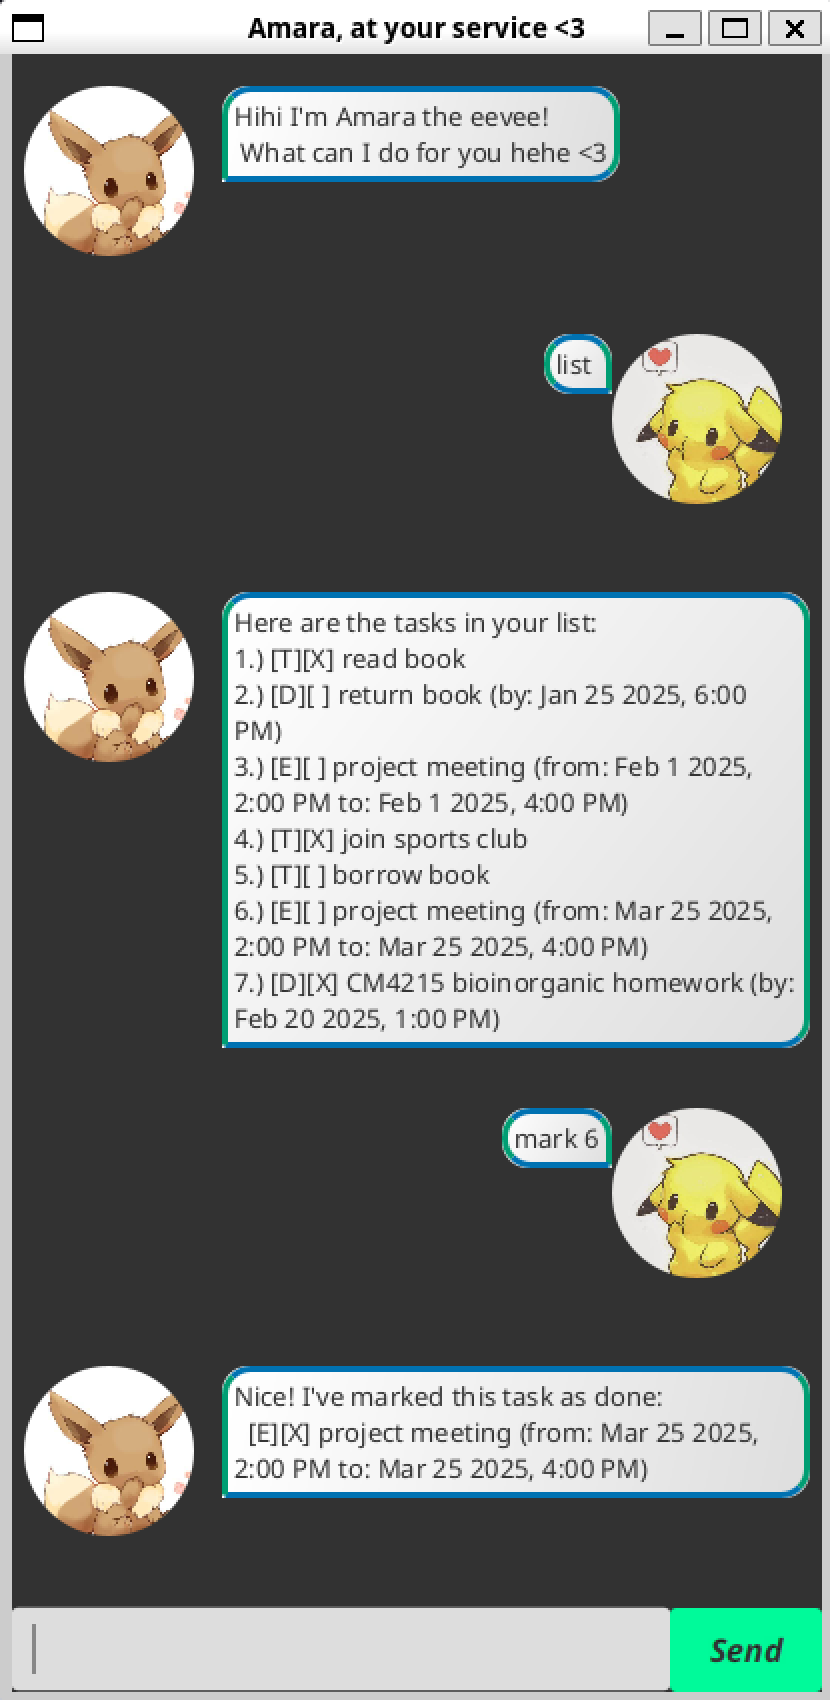 Amara, at your service <3
Hihi I'm Amara the eevee!
What can I do for you hehe <3
list
Here are the tasks in your list:
1.) [T][X] read book
2.) [D][ ] return book (by: Jan 25 2025, 6:00
PM)
3.) [E][ ] project meeting (from: Feb 1 2025,
2:00 PM to: Feb 1 2025, 4:00 PM)
4.) [T][X] join sports club
5.) [T][ ] borrow book
6.) [E][ ] project meeting (from: Mar 25 2025,
2:00 PM to: Mar 25 2025, 4:00 PM)
7.) [D][X] CM4215 bioinorganic homework (by:
Feb 20 2025, 1:00 PM)
mark 6
Nice! I've marked this task as done:
[E][X] project meeting (from: Mar 25 2025,
2:00 PM to: Mar 25 2025, 4:00 PM)
Send